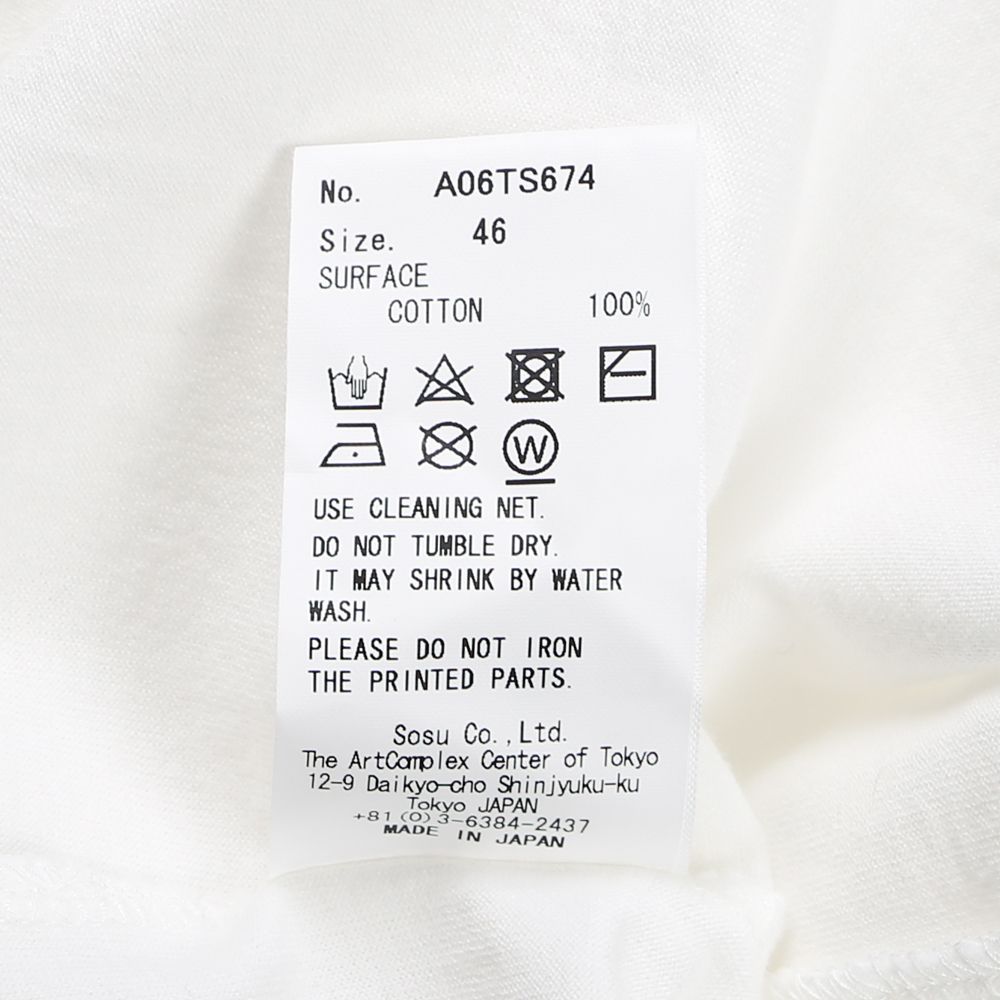 No. A06TS674
Size. 46
SURFACE
COTTON 100%
W
USE CLEANING NET.
DO NOT TUMBLE DRY.
IT MAY SHRINK BY WATER
WASH.
PLEASE DO NOT IRON
THE PRINTED PARTS.
Sosu Co.,Ltd.
The ArtComplex Center of Tokyo
12-9 Daikyo-cho Shinjyuku-ku
Tokyo JAPAN
+81(0)3-6384-2437
MADE IN JAPAN